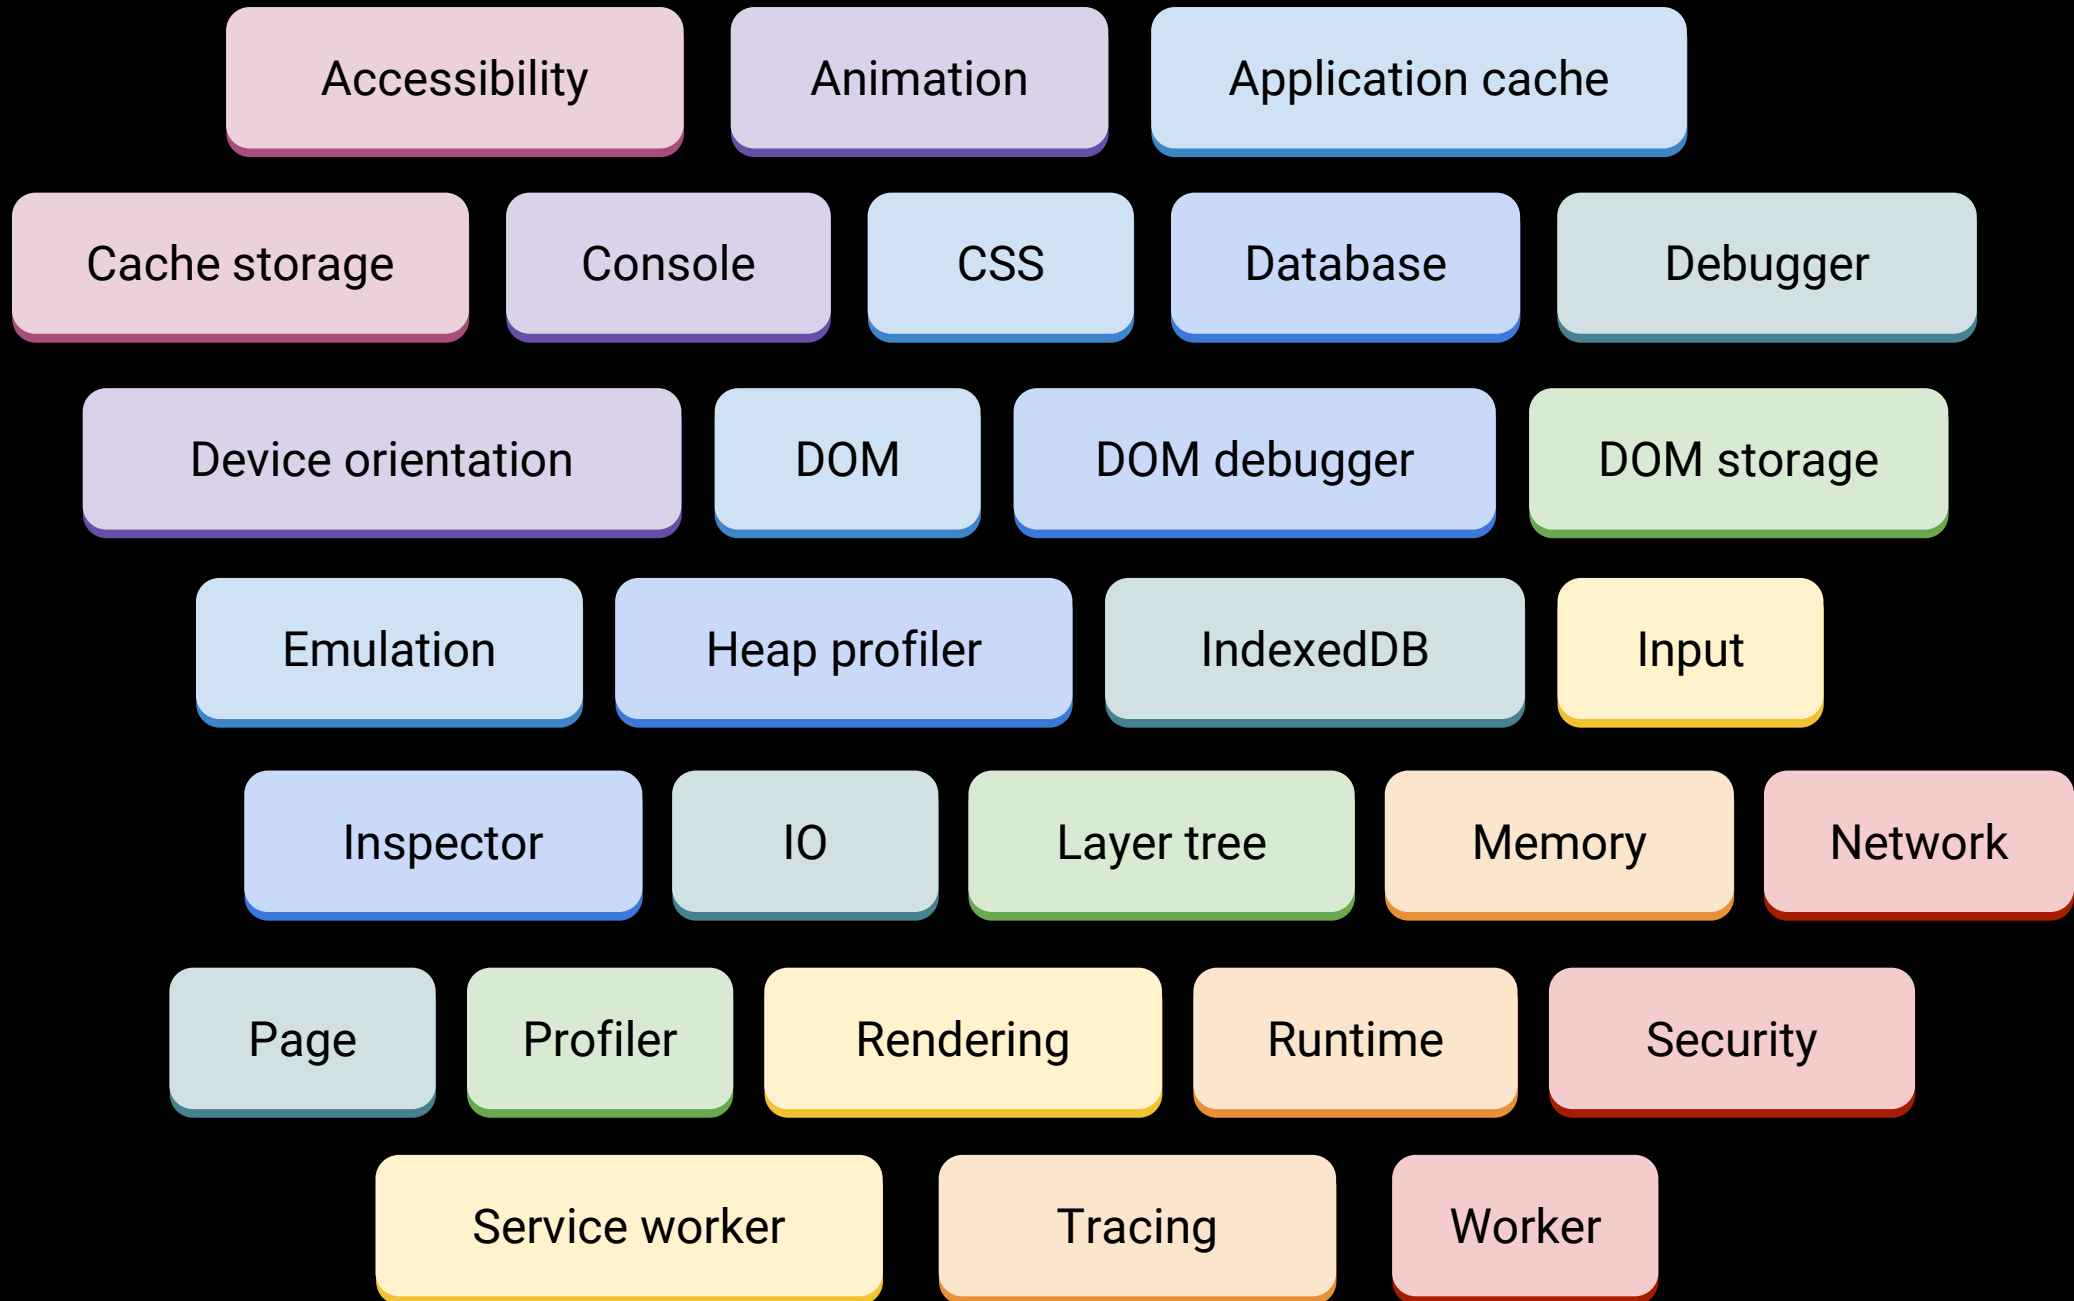 Accessibility Animation Application cache
Cache storage Console CSS Database Debugger
Device orientation DOM DOM debugger DOM storage
Emulation Heap profiler IndexedDB Input
Inspector IO Layer tree Memory Network
Page Profiler Rendering Runtime Security
Service worker Tracing Worker